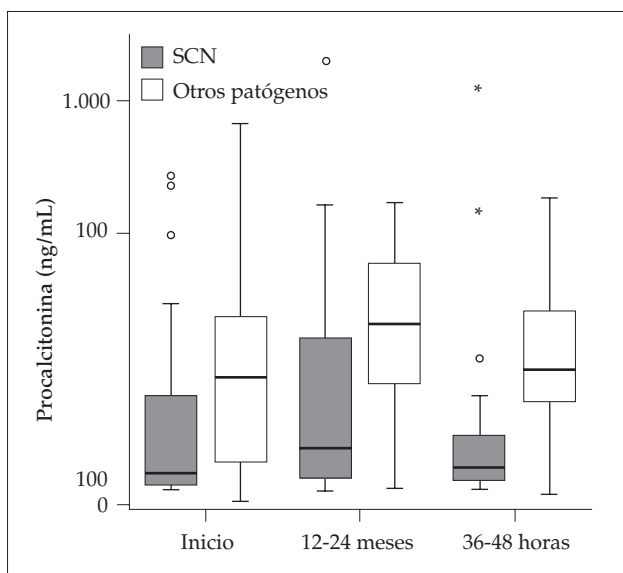 SCN
Otros patógenos
Procalcitonina (ng/mL)
1.000
100
100
0
Inicio
12-24 meses
36-48 horas